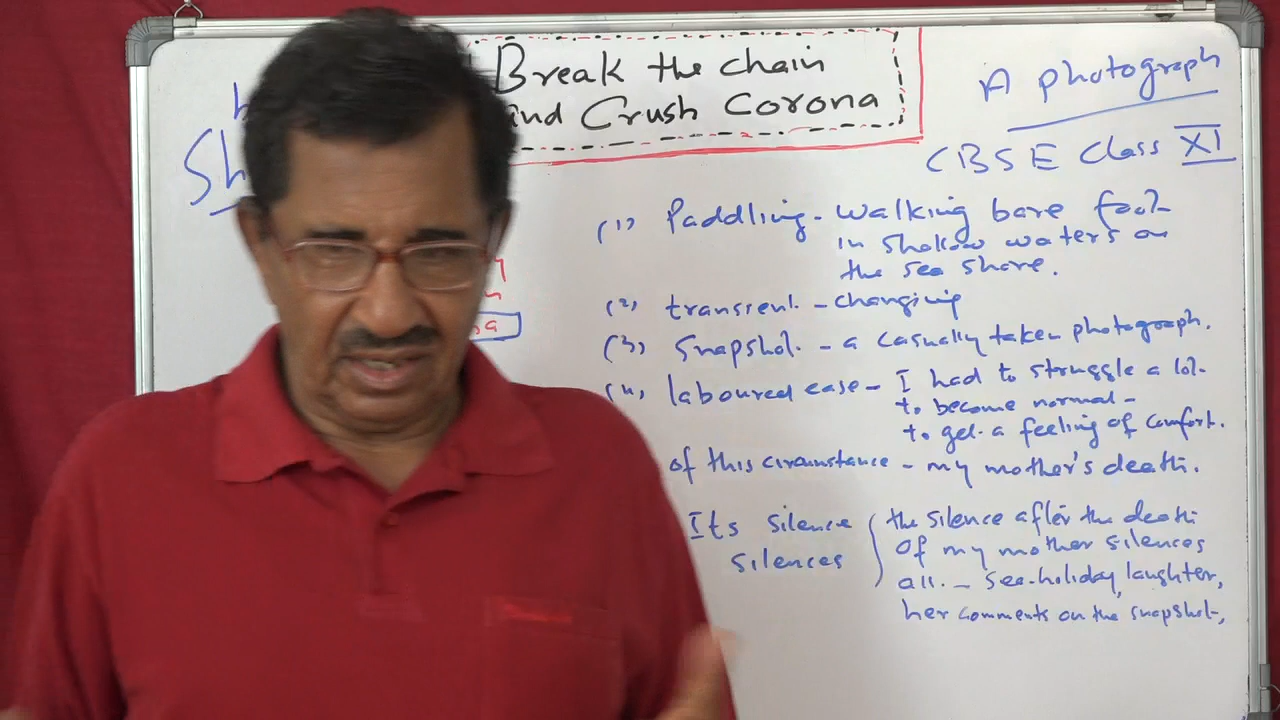 Break the chain
and Crush Corona
A photograph
CBSE Class XI
Sh
(1) Paddling - walking bare foot
in shallow waters on
the sea shore.
(2) transient - changing
(3) Snapshot - a casually taken photograph.
(4) laboured ease - I had to struggle a lot
to become normal -
to get a feeling of comfort.
of this circumstance - my mother's death.
Its silence
silences
the silence after the death
of my mother silences
all. - sea-holiday, laughter,
her comments on the snapshot,